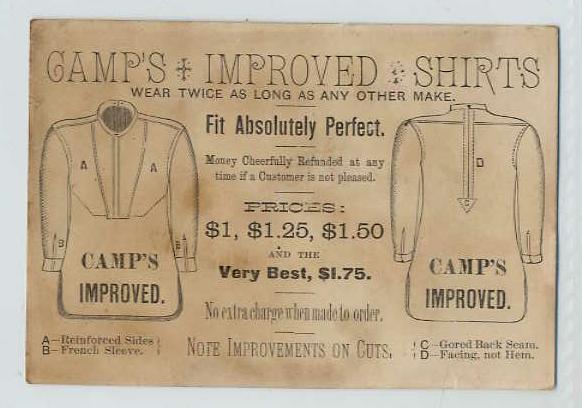 CAMP'S IMPROVED SHIRTS
WEAR TWICE AS LONG AS ANY OTHER MAKE.
Fit Absolutely Perfect.
Money Cheerfully Refunded at any
time if a Customer is not pleased.
PRICES:
$1, $1.25, $1.50
AND THE
Very Best, $1.75.
No extra charge when made to order.
NOTE IMPROVEMENTS ON CUTS.
A A
B B
CAMP'S
IMPROVED.
A—Reinforced Sides
B—French Sleeve.
D
C
CAMP'S
IMPROVED.
C—Gored Back Seam.
D—Facing, not Hem.